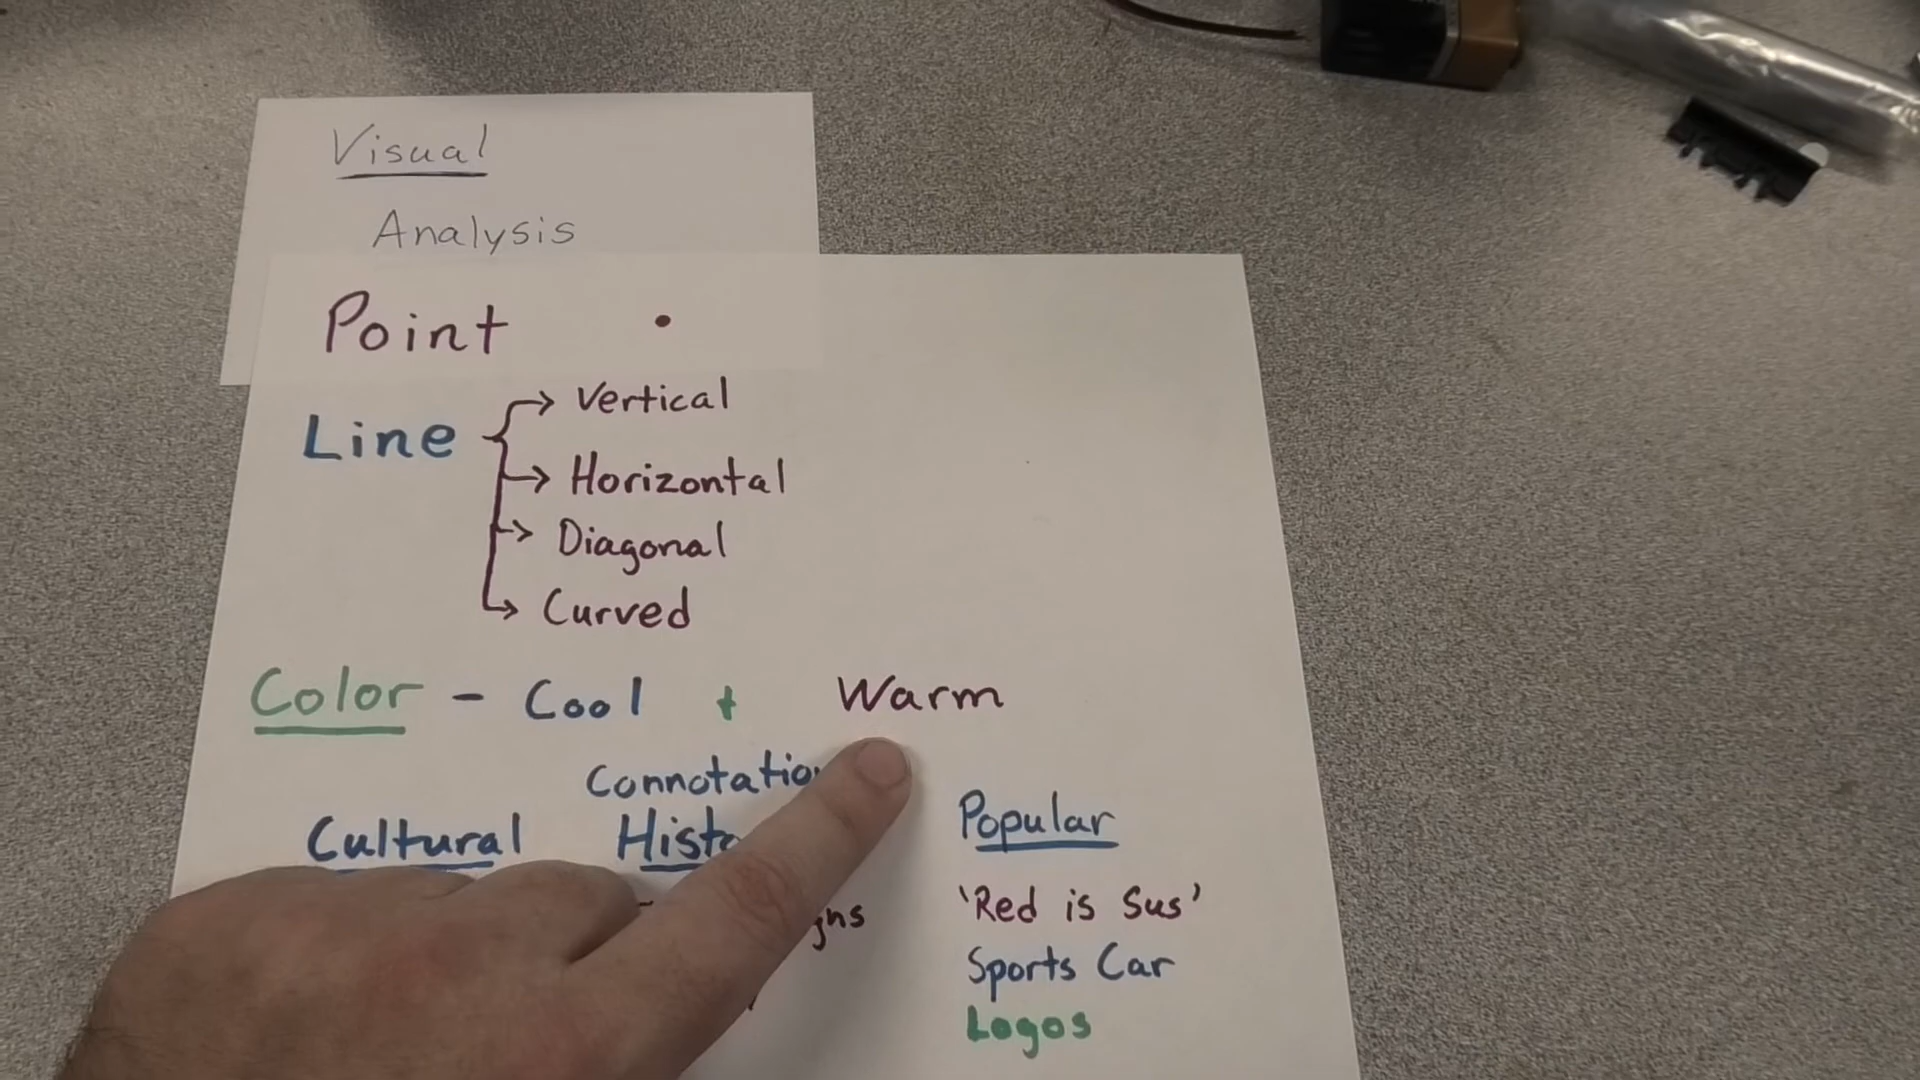 Visual
Analysis
Point
Line
Vertical
Horizontal
Diagonal
Curved
Color - Cool + Warm
Cultural
Popular
'Red is Sus'
Sports Car
Logos